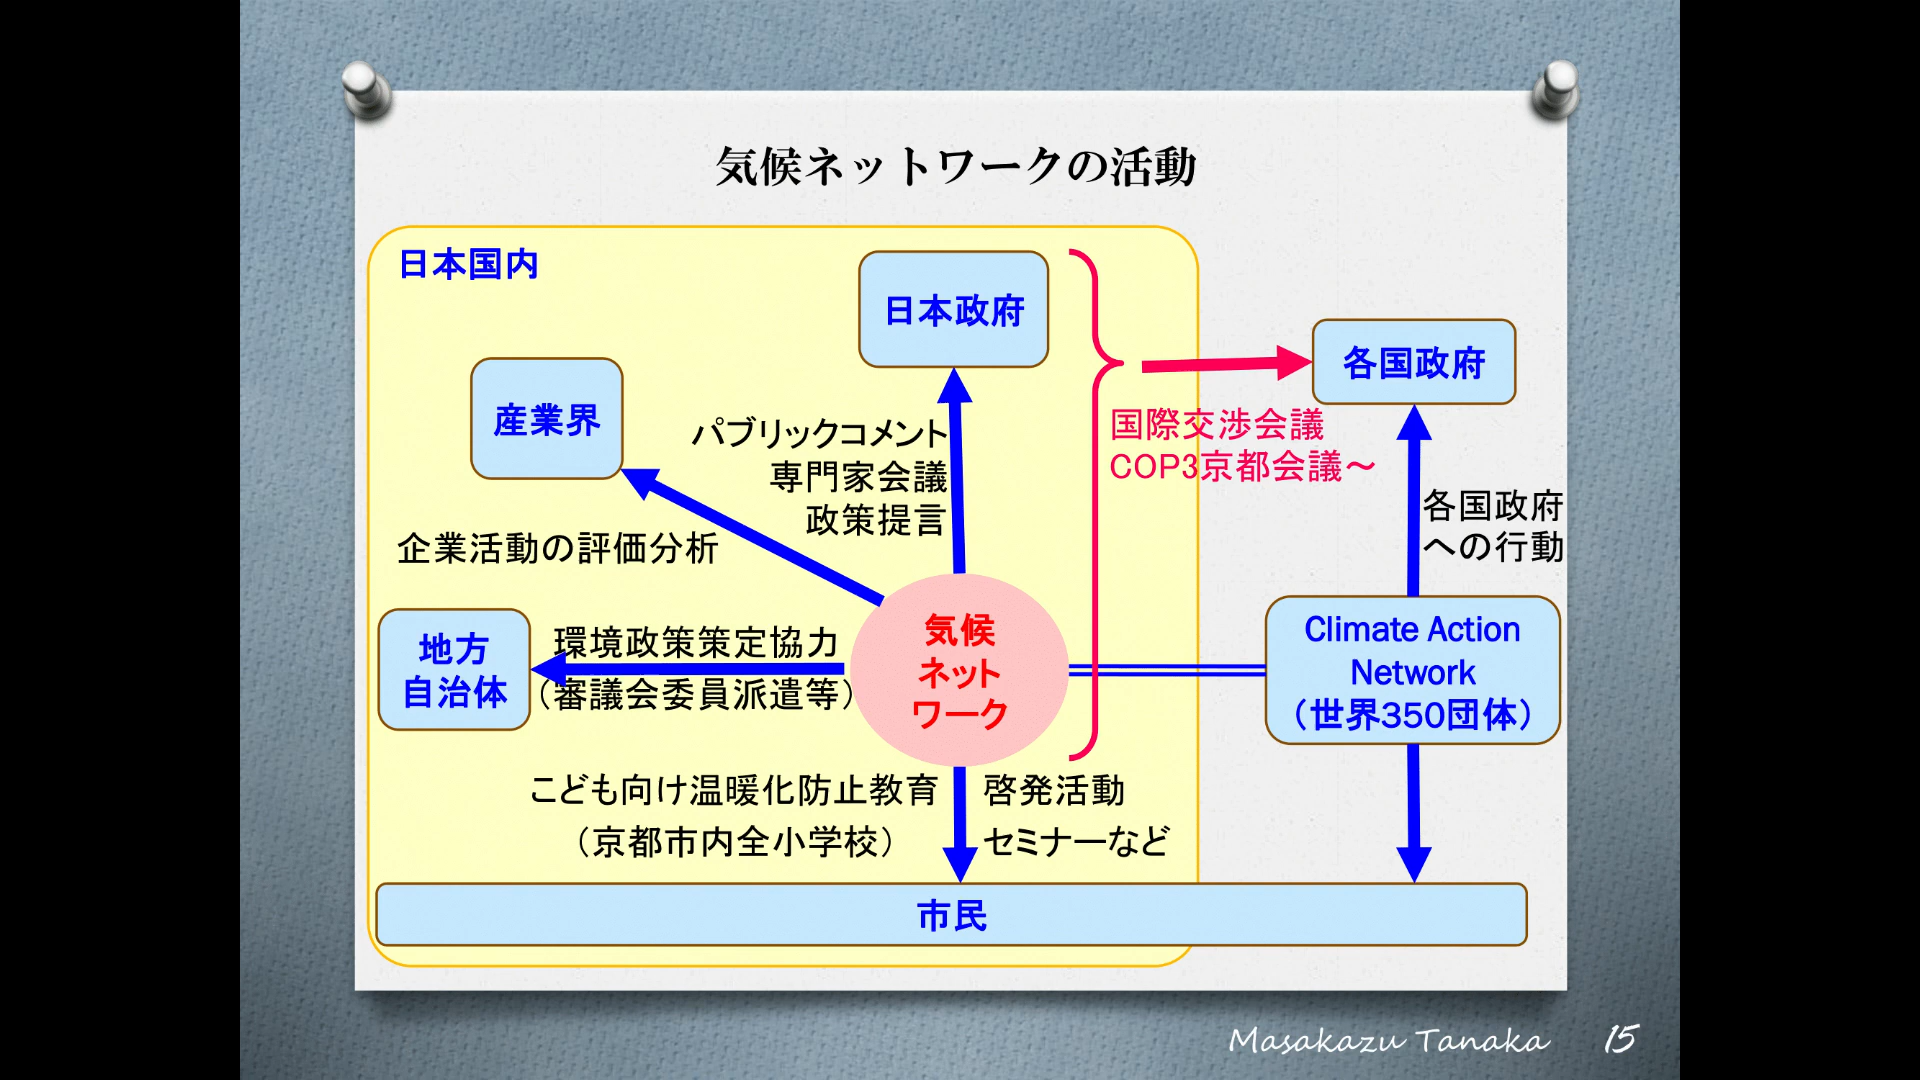 気候ネットワークの活動
日本国内
日本政府
各国政府
産業界
パブリックコメント
専門家会議
政策提言
国際交渉会議
COP3京都会議～
各国政府
への行動
企業活動の評価分析
地方
自治体
環境政策策定協力
（審議会委員派遣等）
気候
ネット
ワーク
Climate Action
Network
（世界350団体）
こども向け温暖化防止教育
（京都市内全小学校）
啓発活動
セミナーなど
市民
Masakazu Tanaka
15